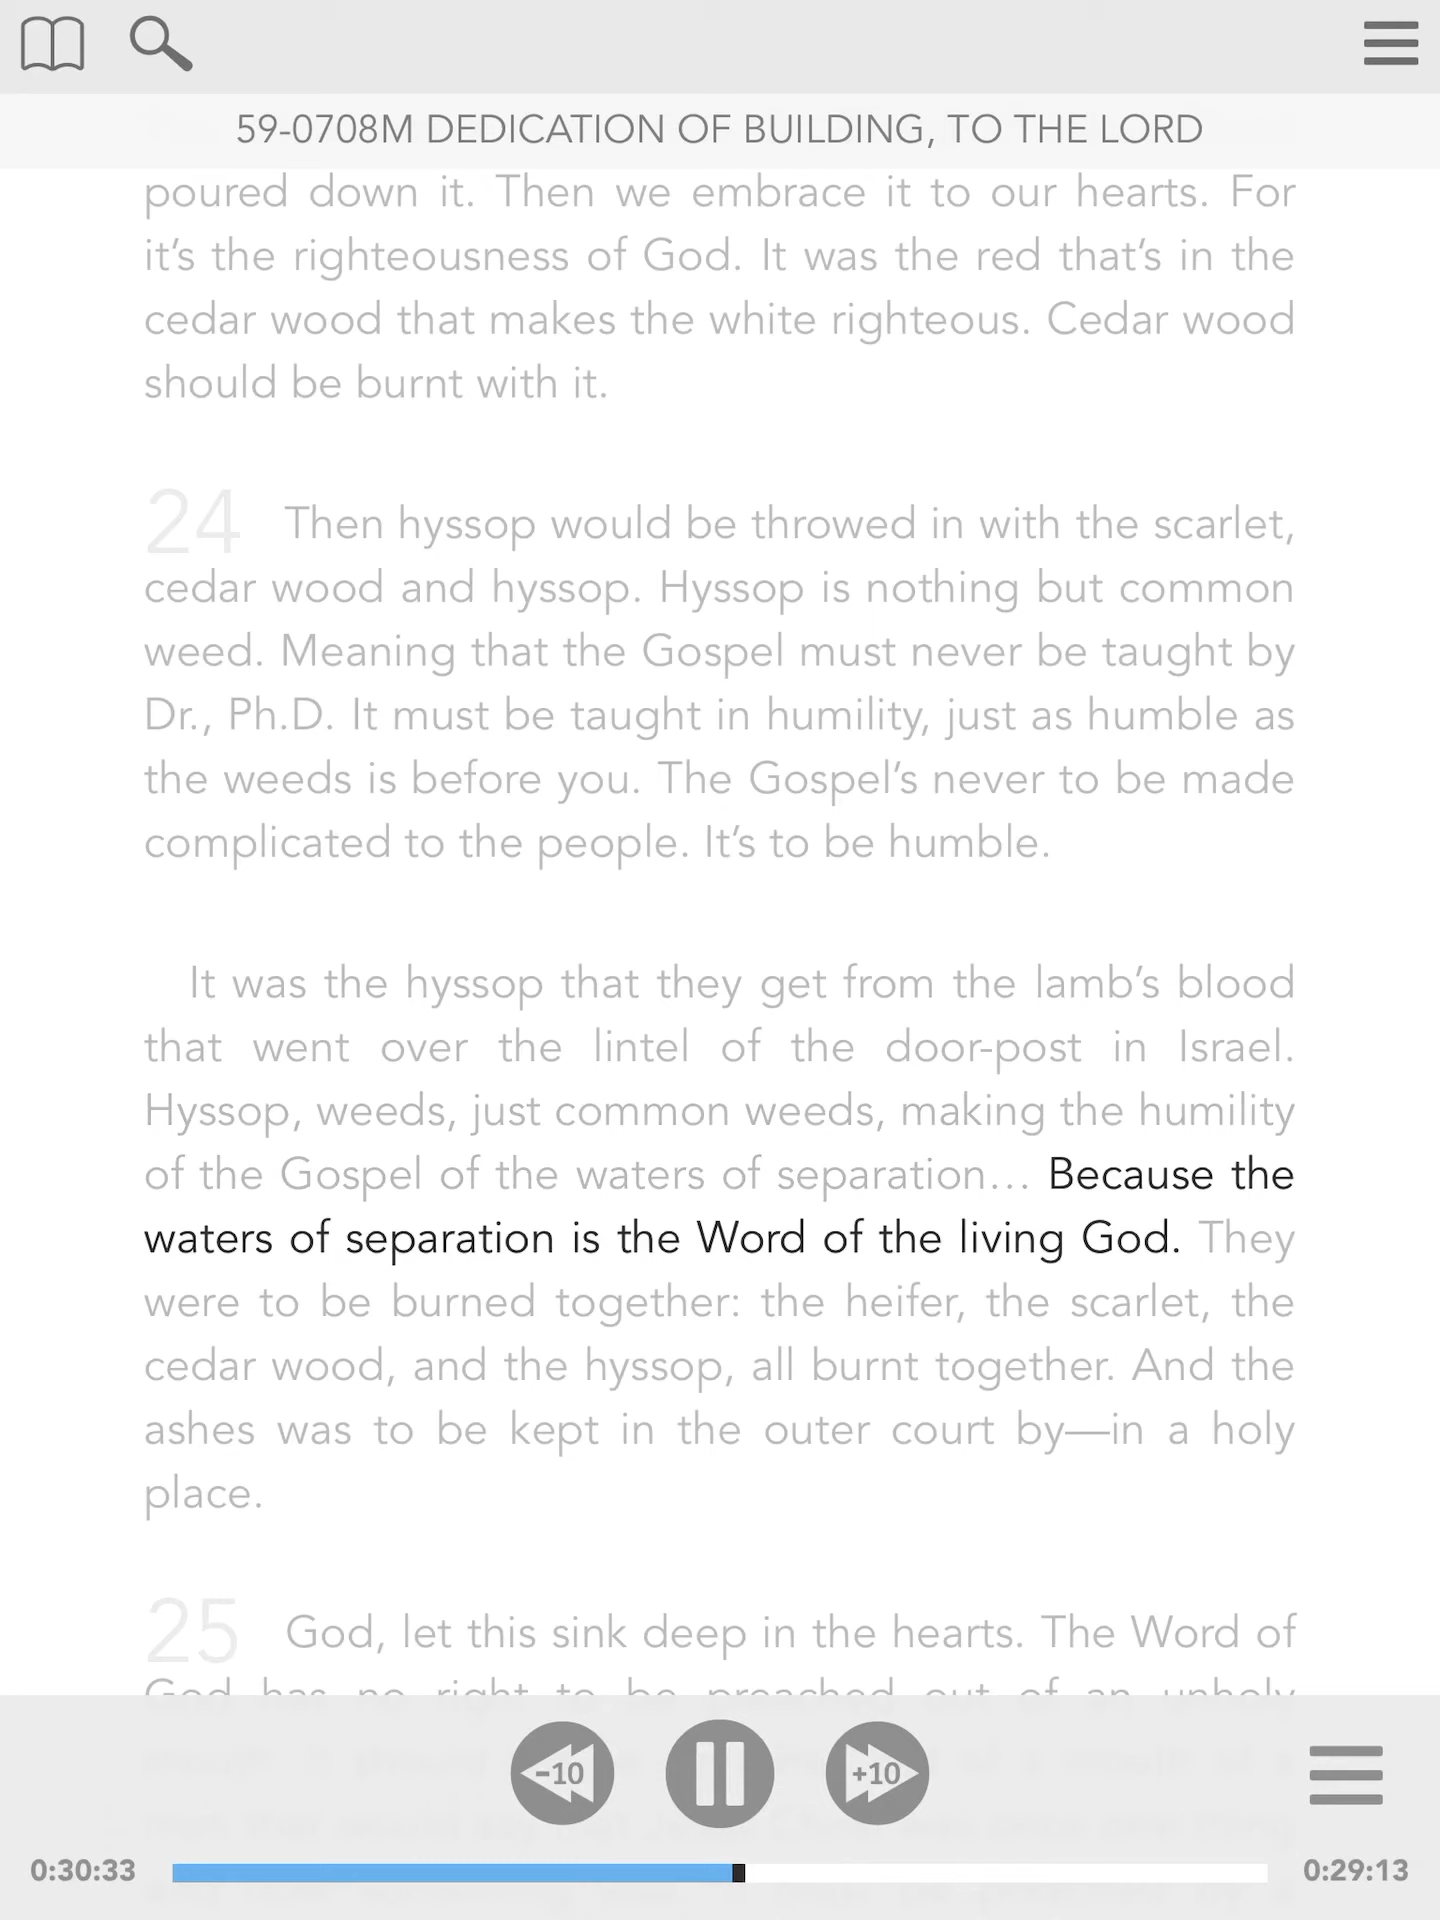 59-0708M DEDICATION OF BUILDING, TO THE LORD
poured down it. Then we embrace it to our hearts. For
it’s the righteousness of God. It was the red that’s in the
cedar wood that makes the white righteous. Cedar wood
should be burnt with it.
24 Then hyssop would be throwed in with the scarlet,
cedar wood and hyssop. Hyssop is nothing but common
weed. Meaning that the Gospel must never be taught by
Dr., Ph.D. It must be taught in humility, just as humble as
the weeds is before you. The Gospel’s never to be made
complicated to the people. It’s to be humble.
It was the hyssop that they get from the lamb’s blood
that went over the lintel of the door-post in Israel.
Hyssop, weeds, just common weeds, making the humility
of the Gospel of the waters of separation… Because the
waters of separation is the Word of the living God. They
were to be burned together: the heifer, the scarlet, the
cedar wood, and the hyssop, all burnt together. And the
ashes was to be kept in the outer court by—in a holy
place.
25 God, let this sink deep in the hearts. The Word of
God has no right to be preached out of an unholy
-10 +10
0:30:33 0:29:13